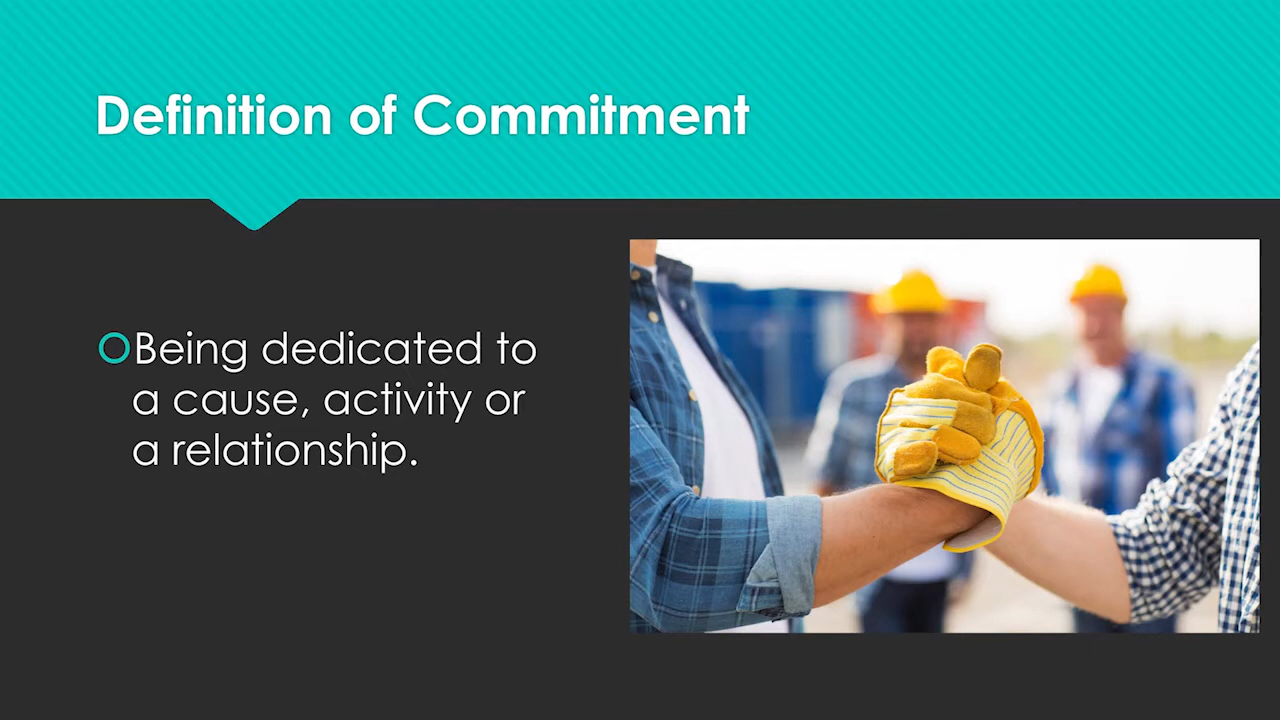 Definition of Commitment
Being dedicated to
a cause, activity or
a relationship.